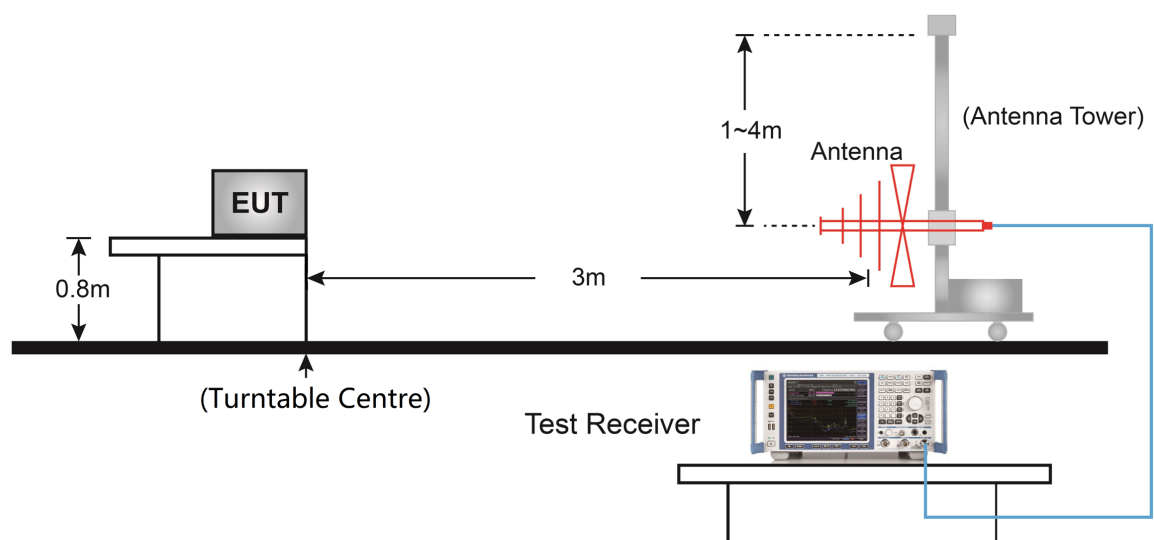 1~4m
(Antenna Tower)
Antenna
EUT
0.8m
3m
(Turntable Centre)
Test Receiver